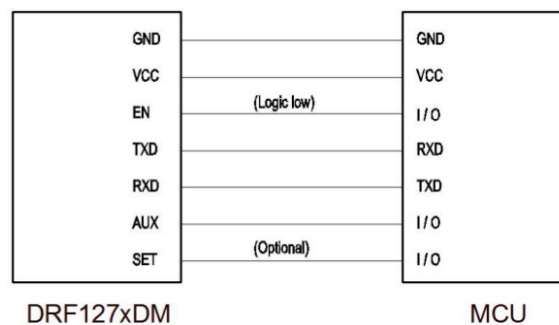 GND GND
VCC VCC
(Logic low)
EN I/O
TXD RXD
RXD TXD
AUX I/O
(Optional)
SET I/O
DRF127xDM MCU